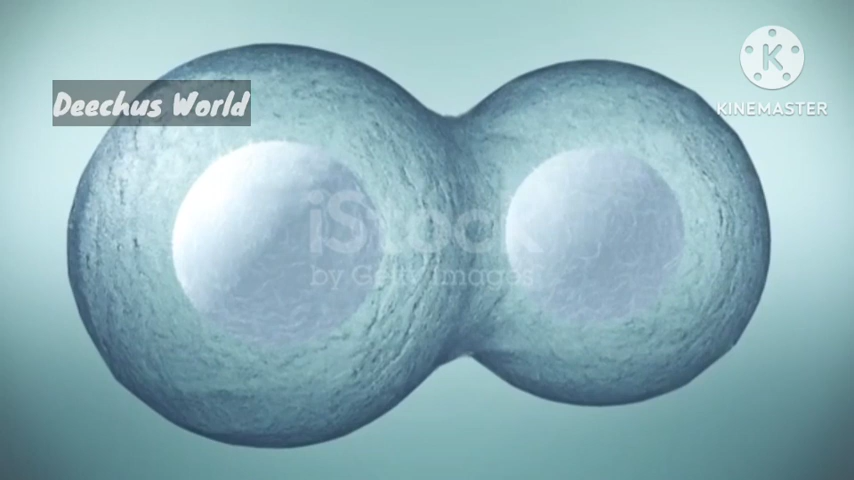 Deechus World
K
KINEMASTER
iStock
by Getty Images